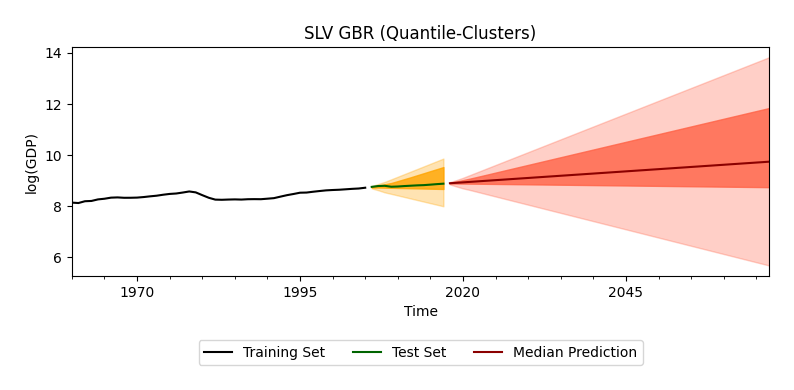 SLV GBR (Quantile-Clusters)
14
12
10
8
6
log(GDP)
1970 1995 2020 2045
Time
Training Set Test Set Median Prediction